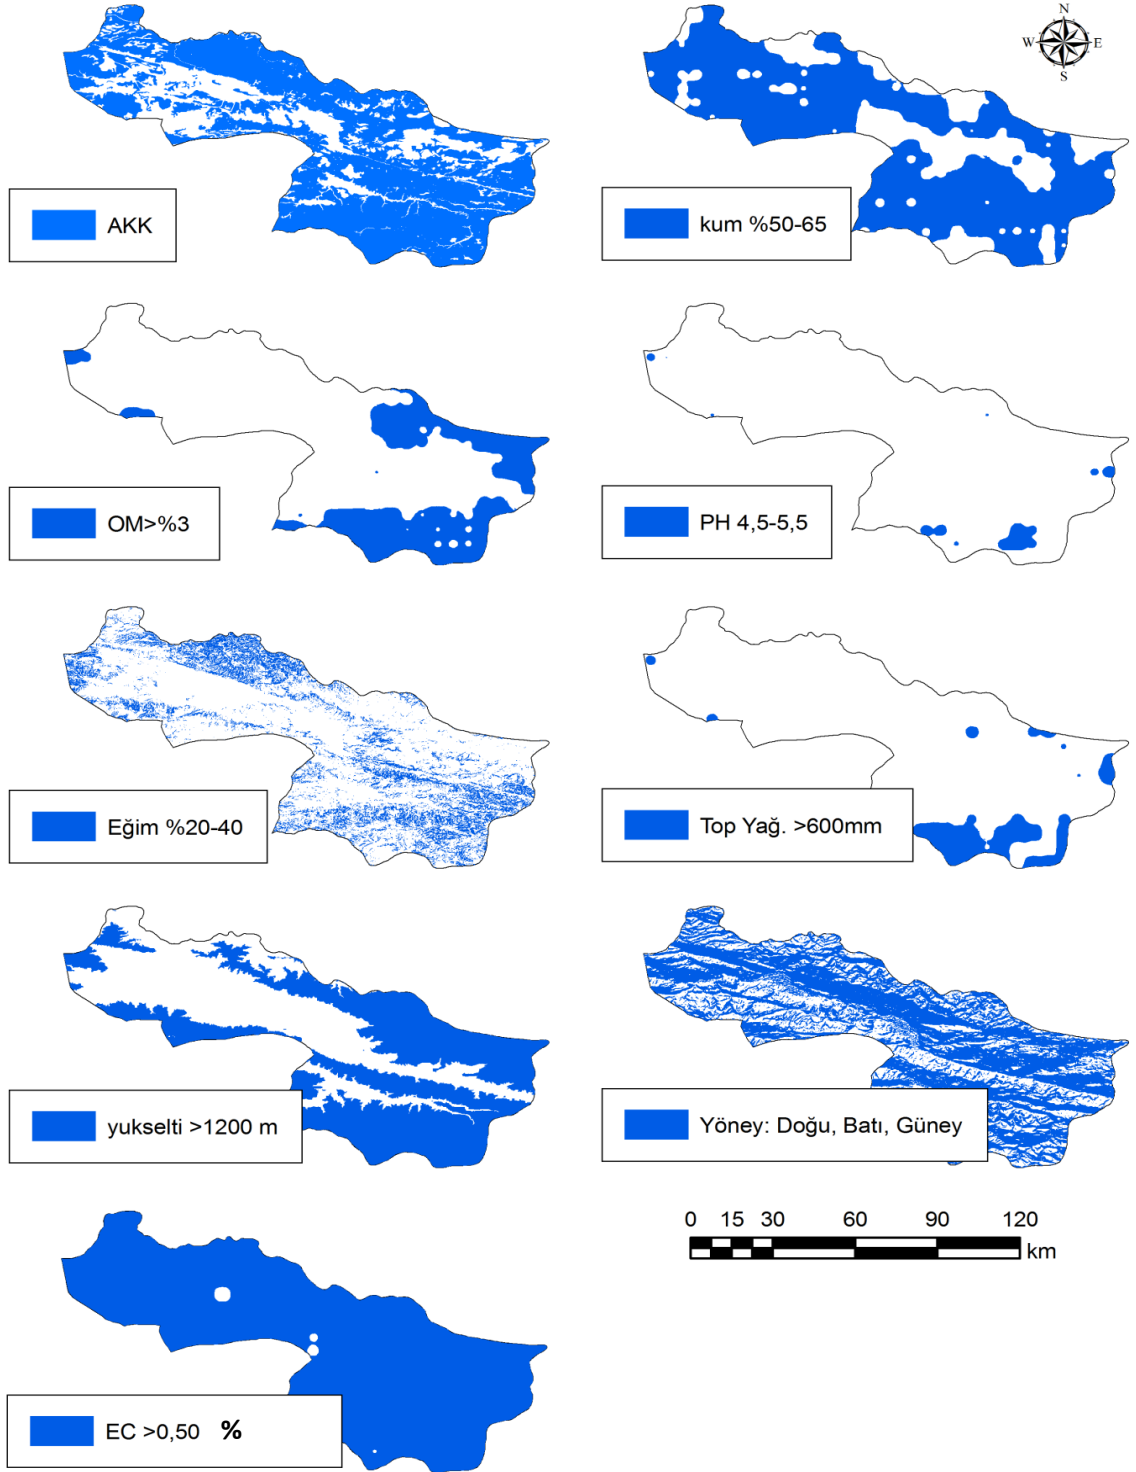 N
W E
S
AKK
kum %50-65
OM>%3
PH 4,5-5,5
Eğim %20-40
Top Yağ. >600mm
yukselti >1200 m
Yöney: Doğu, Batı, Güney
0 15 30 60 90 120
km
EC >0,50 %